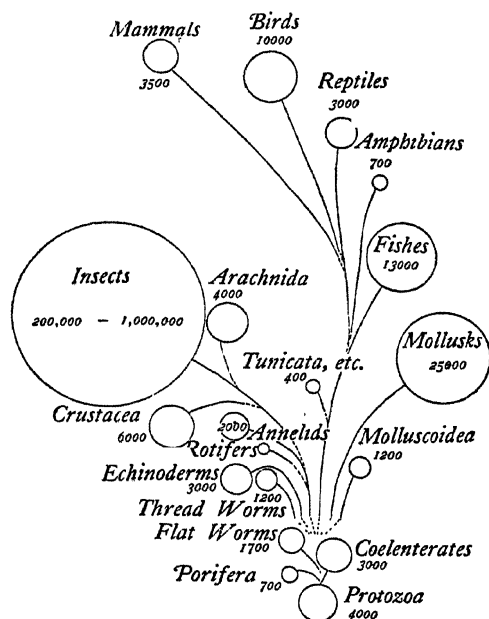 Mammals
3500
Birds
10000
Reptiles
3000
Amphibians
700
Fishes
13000
Insects
200,000 — 1,000,000
Arachnida
4000
Mollusks
25000
Tunicata, etc.
400
Crustacea
6000
2000 Annelids
Rotifers
Molluscoidea
1200
Echinoderms
3000
1200
Thread Worms
Flat Worms
1700
Coelenterates
3000
Porifera
700
Protozoa
4000